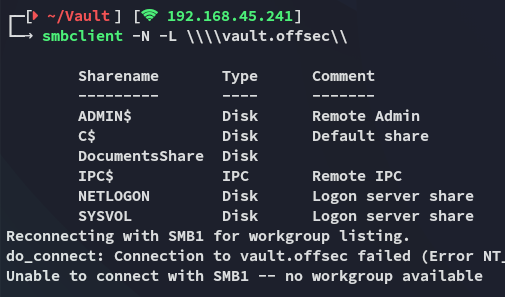 [~/Vault] [192.168.45.241]
smbclient -N -L \\\\vault.offsec\\
Sharename Type Comment
--------- ---- -------
ADMIN$ Disk Remote Admin
C$ Disk Default share
DocumentsShare Disk
IPC$ IPC Remote IPC
NETLOGON Disk Logon server share
SYSVOL Disk Logon server share
Reconnecting with SMB1 for workgroup listing.
do_connect: Connection to vault.offsec failed (Error NT_
Unable to connect with SMB1 -- no workgroup available